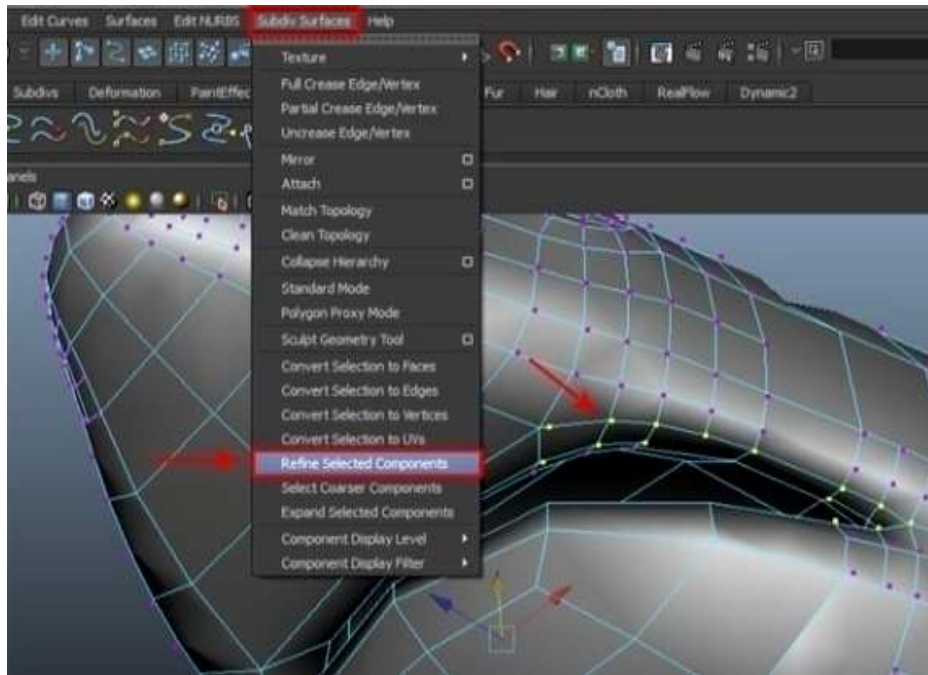 Edit Curves Surfaces Edit NURBS Subdiv Surfaces Help
Subdivs Deformation PaintEffec Fur Hair nCloth RealFlow Dynamic2
anels
Texture
Full Crease Edge/Vertex
Partial Crease Edge/Vertex
Uncrease Edge/Vertex
Mirror
Attach
Match Topology
Clean Topology
Collapse Hierarchy
Standard Mode
Polygon Proxy Mode
Sculpt Geometry Tool
Convert Selection to Faces
Convert Selection to Edges
Convert Selection to Vertices
Convert Selection to UVs
Refine Selected Components
Select Coarser Components
Expand Selected Components
Component Display Level
Component Display Filter